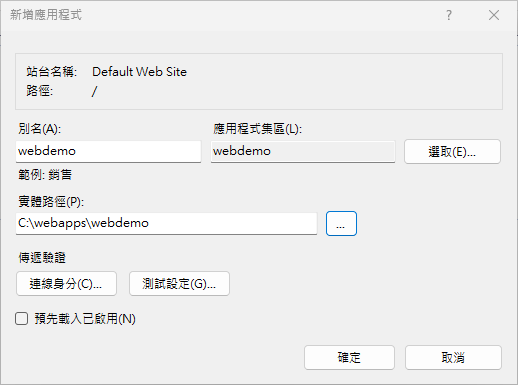 新增應用程式
?
站台名稱: Default Web Site
路徑: /
別名(A): 應用程式集區(L):
webdemo webdemo 選取(E)...
範例: 銷售
實體路徑(P):
C:\webapps\webdemo ...
傳遞驗證
連線身分(C)... 測試設定(G)...
預先載入已啟用(N)
確定 取消